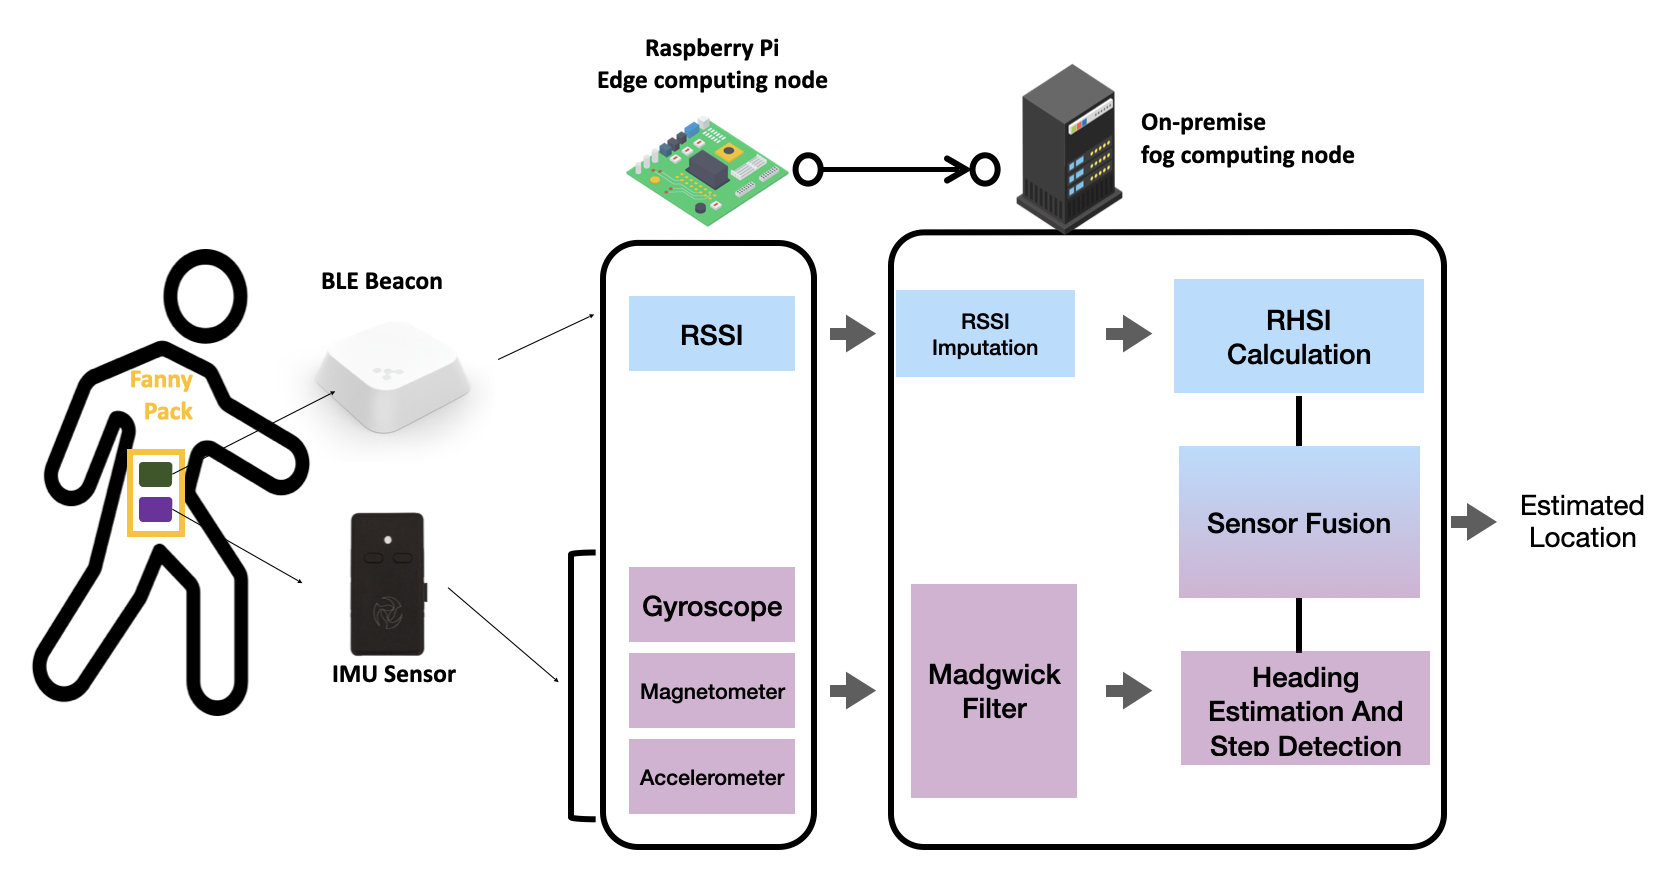 Raspberry Pi
Edge computing node
On-premise
fog computing node
BLE Beacon
Fanny
Pack
IMU Sensor
RSSI
Gyroscope
Magnetometer
Accelerometer
RSSI
Imputation
RHSI
Calculation
Sensor Fusion
Madgwick
Filter
Heading
Estimation And
Step Detection
Estimated
Location